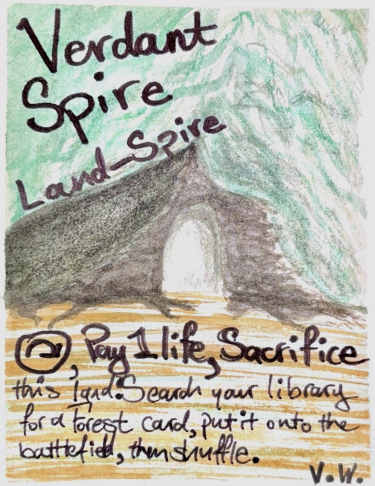 Verdant
Spire
Land-Spire
, Pay 1 life, Sacrifice
this land: Search your library
for a Forest card, put it onto the
battlefield, then shuffle.
V.W.